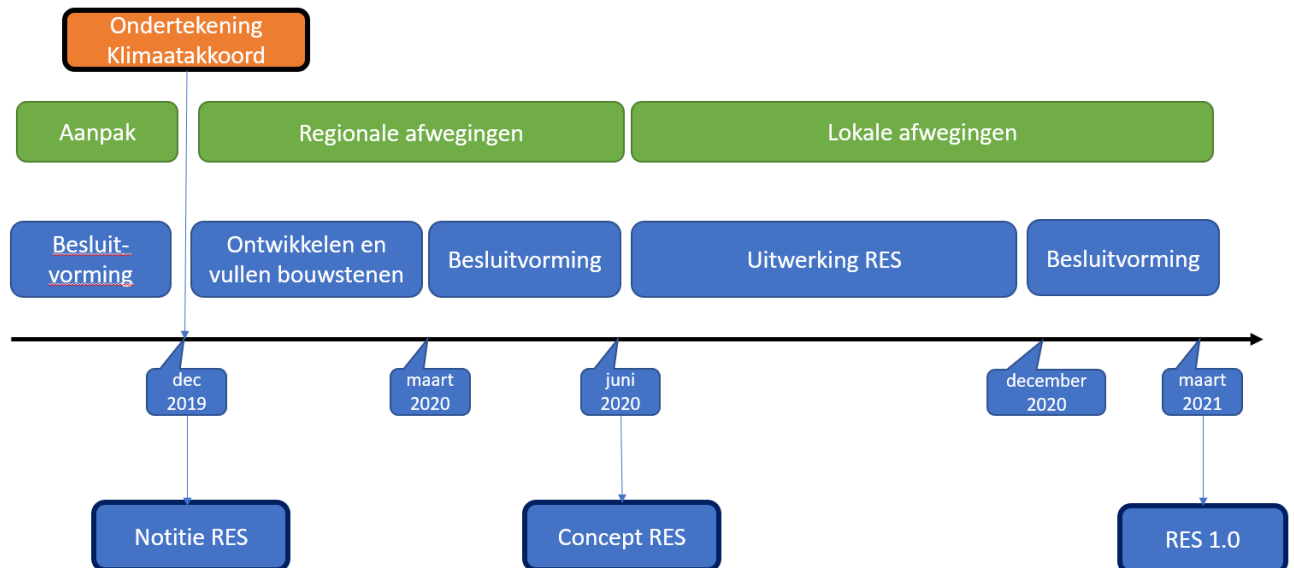 Ondertekening
Klimaatakkoord
Aanpak
Regionale afwegingen
Lokale afwegingen
Besluit-
vorming
Ontwikkelen en
vullen bouwstenen
Besluitvorming
Uitwerking RES
Besluitvorming
dec
2019
maart
2020
juni
2020
december
2020
maart
2021
Notitie RES
Concept RES
RES 1.0